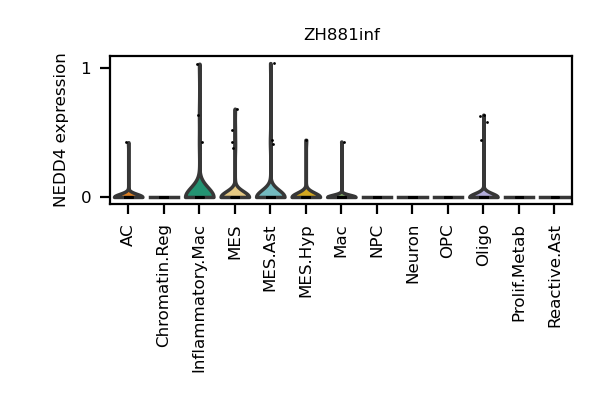 ZH881inf
NEDD4 expression
1
0
AC
Chromatin.Reg
Inflammatory.Mac
MES
MES.Ast
MES.Hyp
Mac
NPC
Neuron
OPC
Oligo
Prolif.Metab
Reactive.Ast